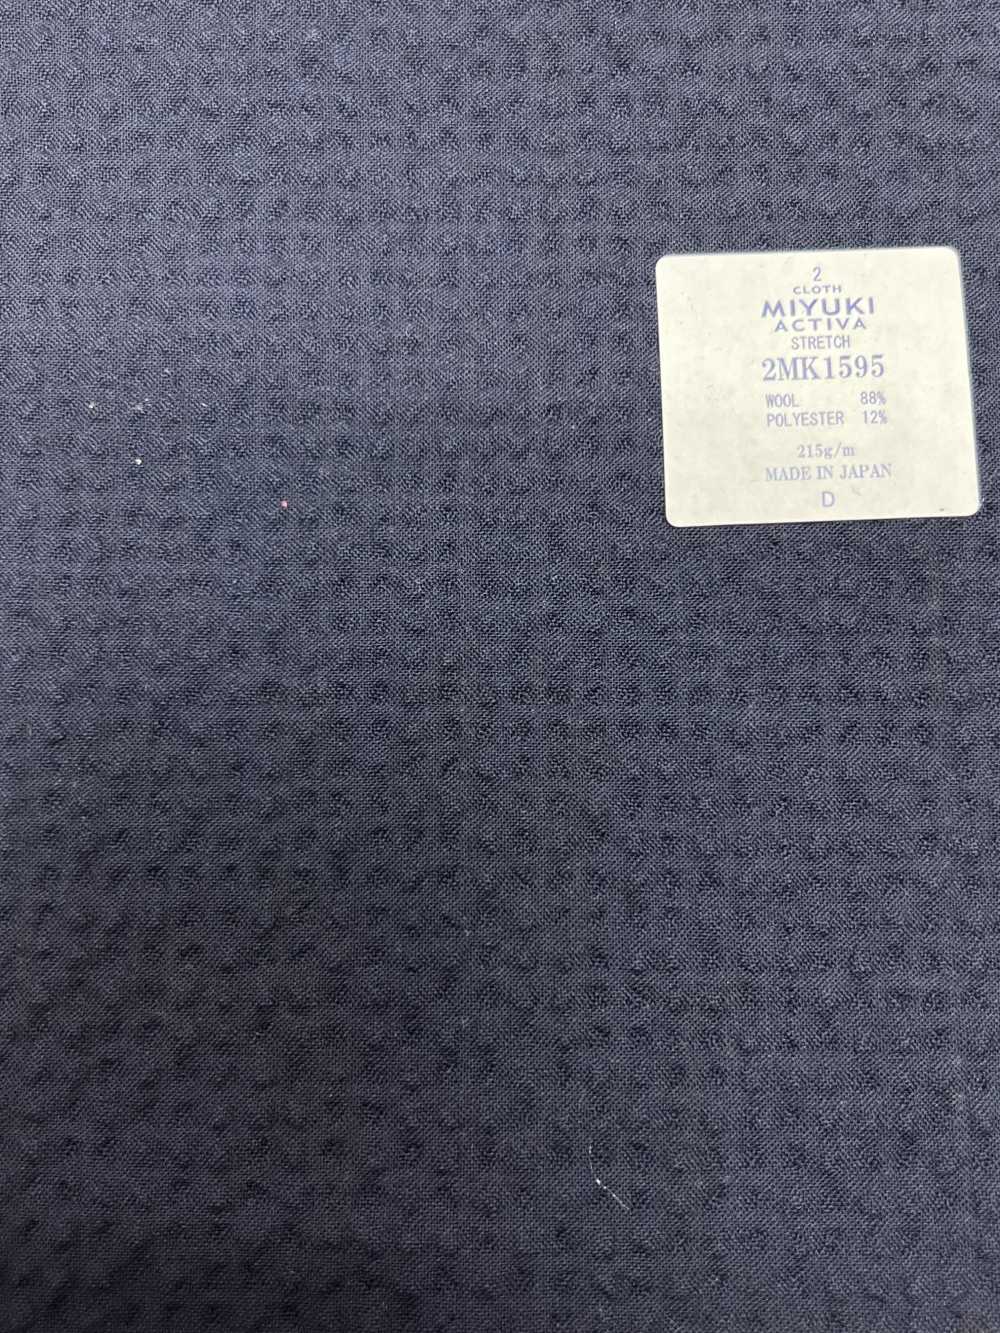 2
CLOTH
MIYUKI
ACTIVA
STRETCH
2MK1595
WOOL 88%
POLYESTER 12%
215g/m
MADE IN JAPAN
D